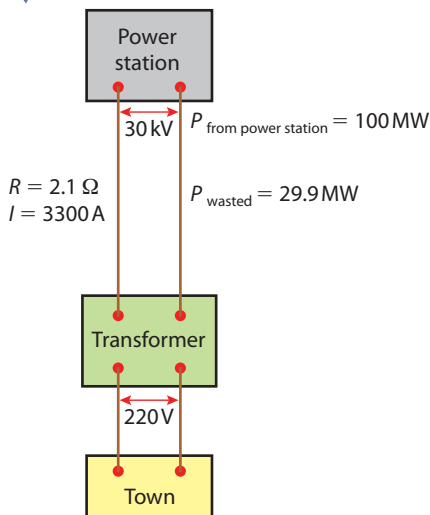 Power
station
30 kV
P from power station = 100 MW
R = 2.1 Ω
I = 3300 A
P wasted = 29.9 MW
Transformer
220 V
Town